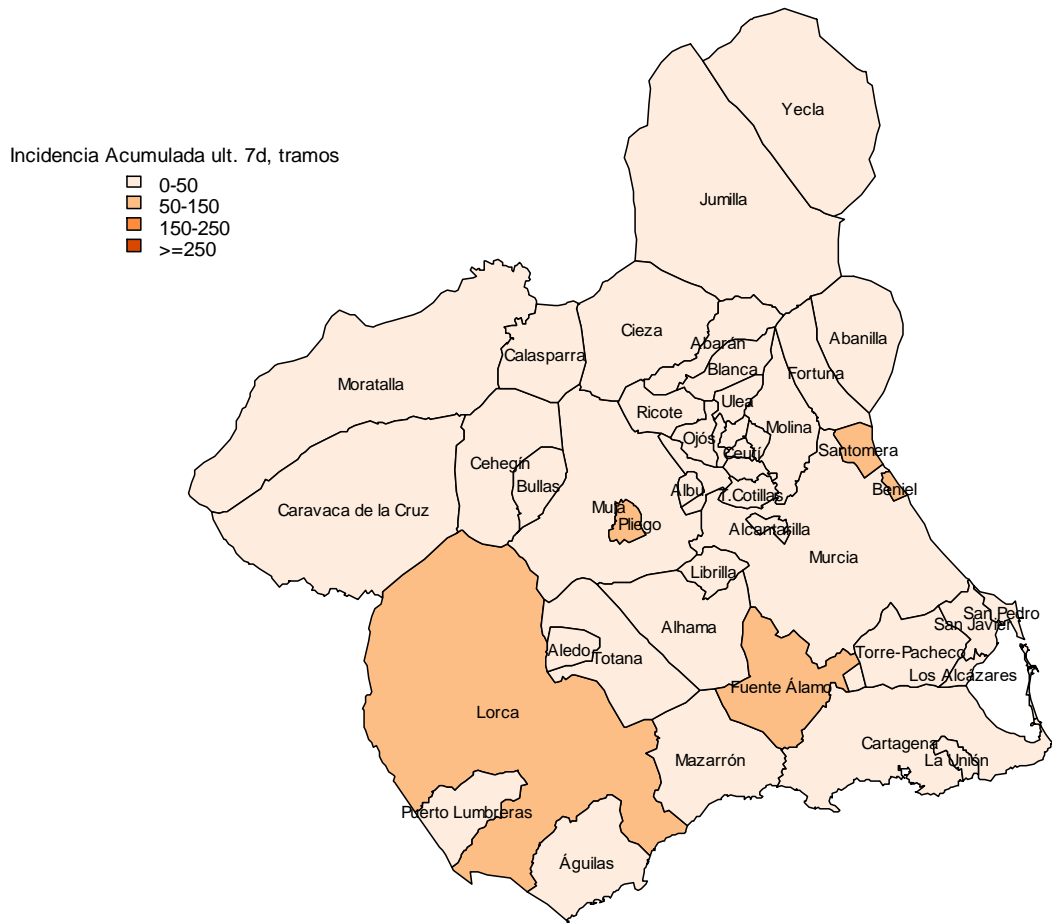 Incidencia Acumulada ult. 7d, tramos
0-50
50-150
150-250
>=250
Yecla
Jumilla
Cieza
Abarán
Abanilla
Calasparra
Blanca
Fortuna
Moratalla
Ulea
Ricote
Molina
Ojós
Santomera
Ceutí
Cehegín
Bullas
Albu
T.Cotillas
Beniel
Caravaca de la Cruz
Mula
Pliego
Alcantarilla
Murcia
Librilla
San Pedro
San Javier
Alhama
Aledo
Totana
Torre-Pacheco
Los Alcázares
Fuente Álamo
Lorca
Cartagena
La Unión
Mazarrón
Puerto Lumbreras
Águilas